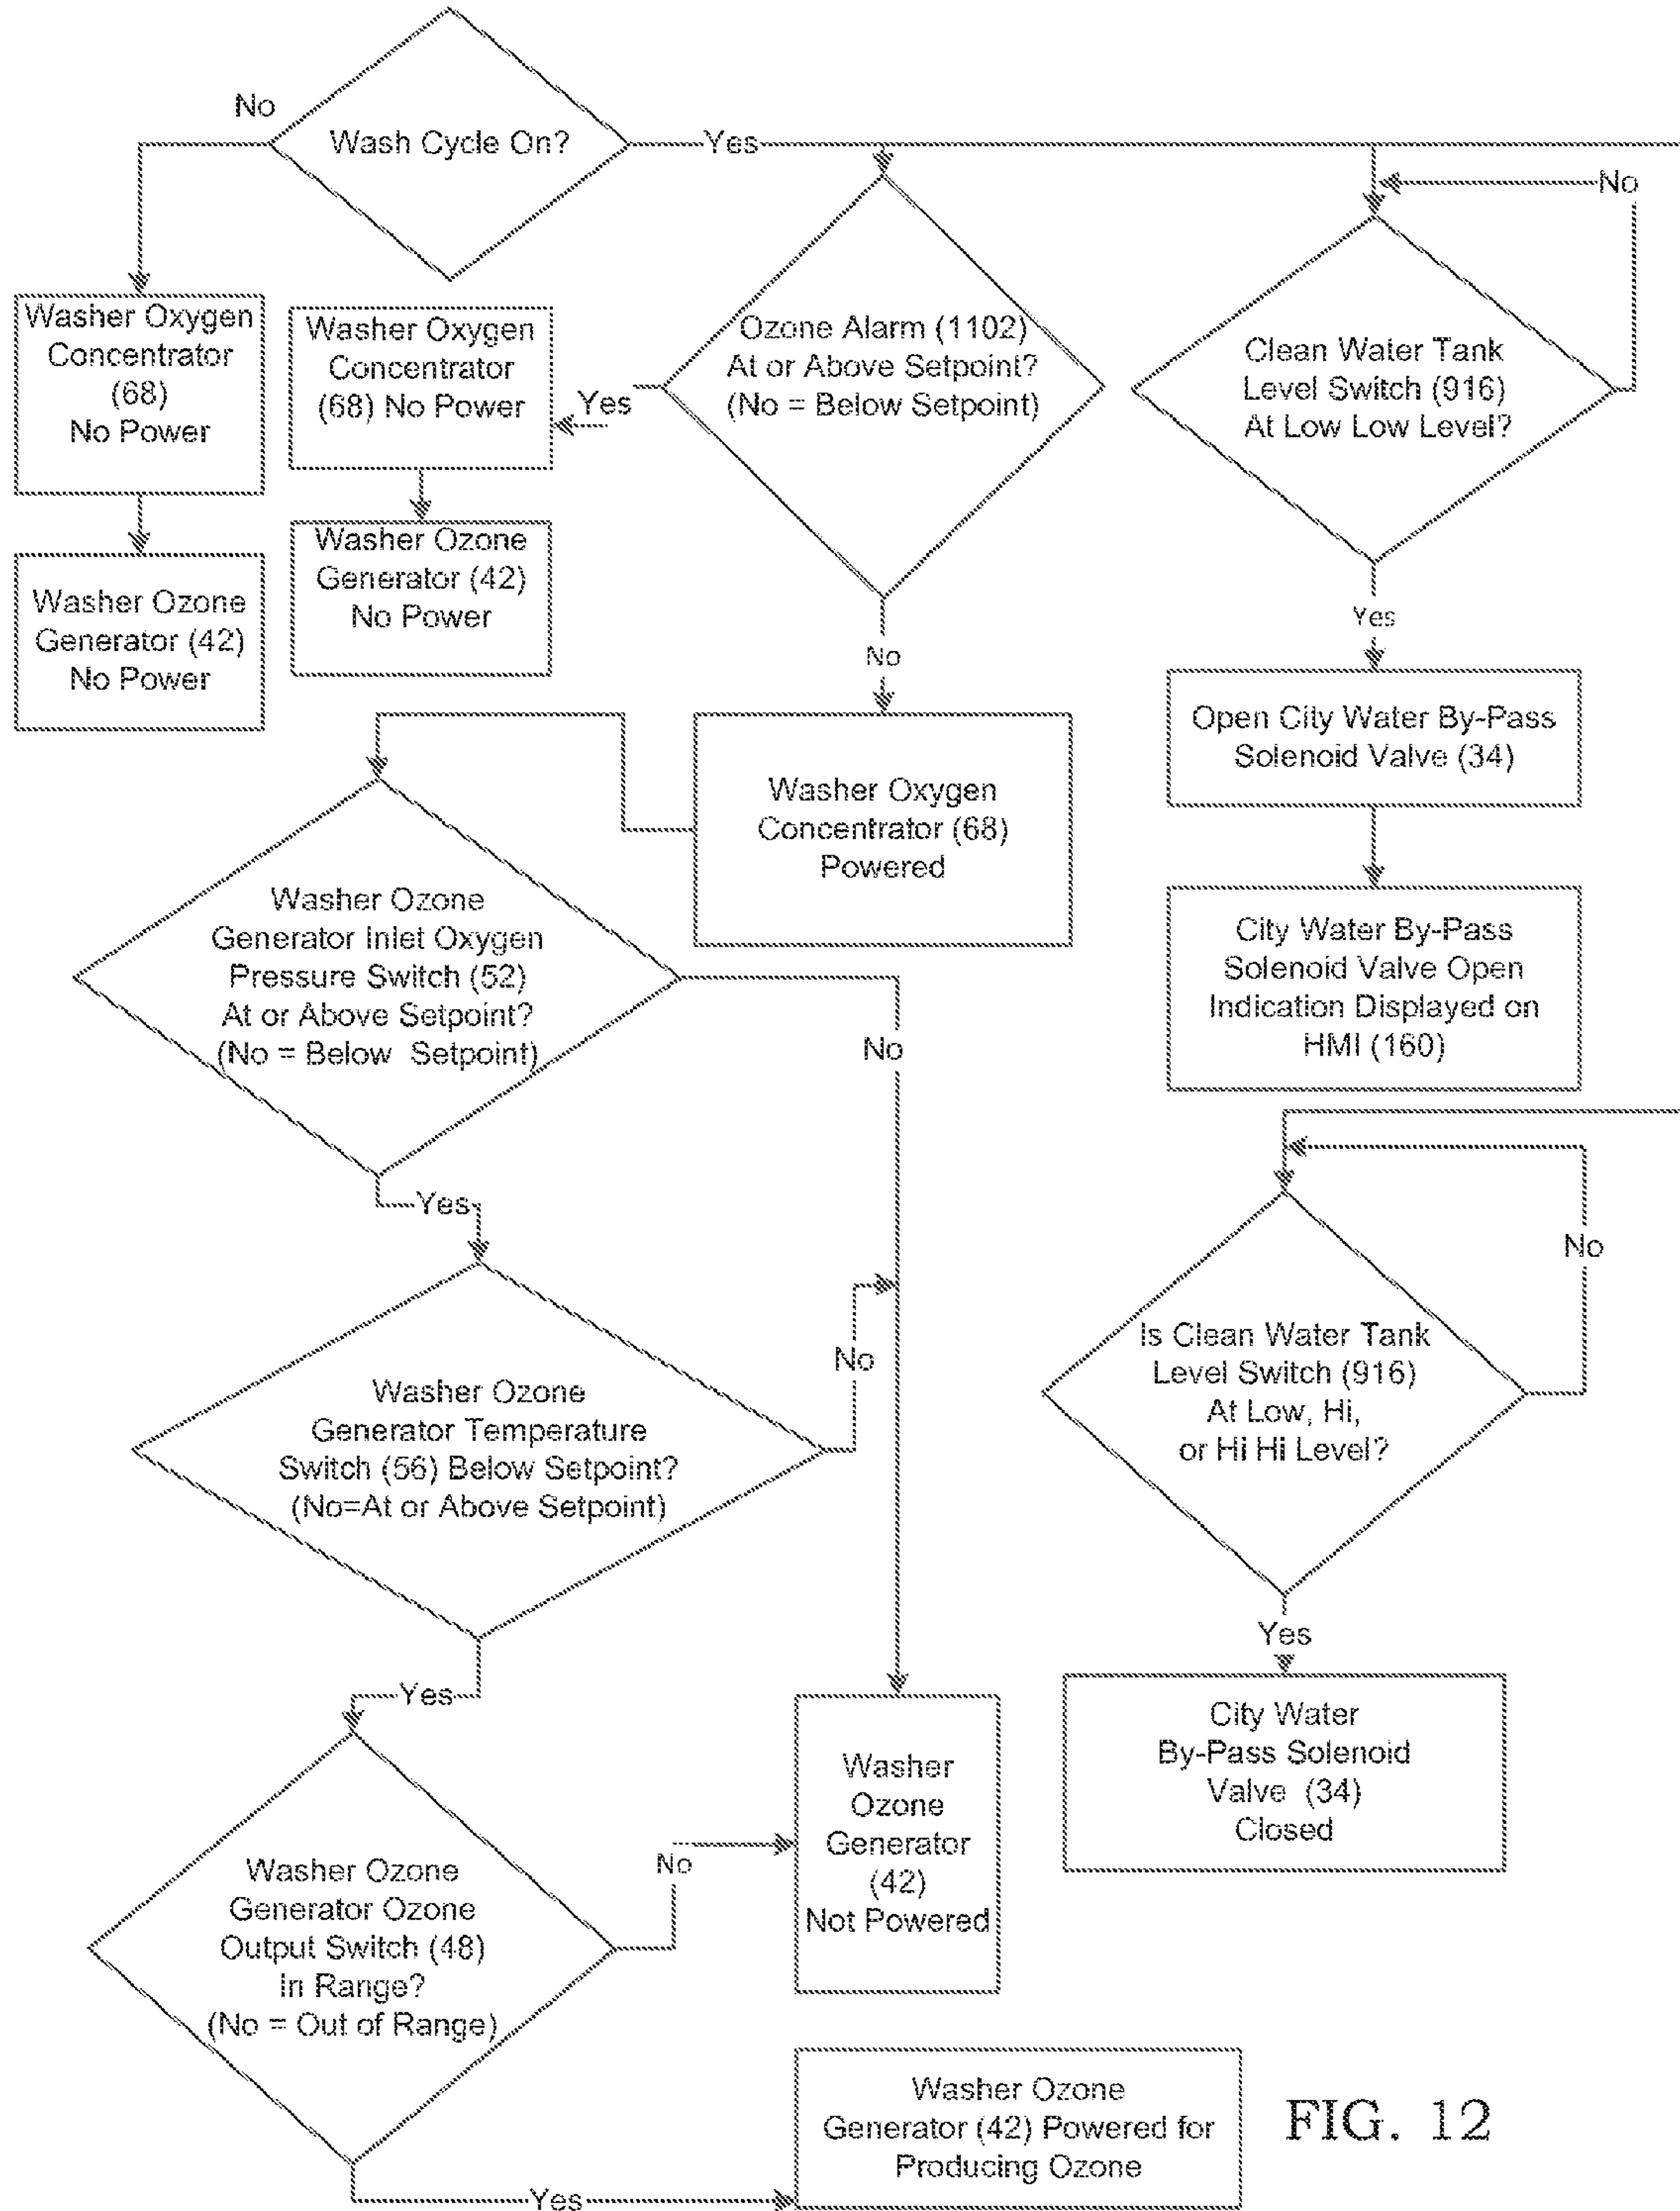 Wash Cycle On?
No
Yes
Washer Oxygen
Concentrator
(68)
No Power
Washer Ozone
Generator (42)
No Power
Washer Oxygen
Concentrator
(68) No Power
Washer Ozone
Generator (42)
No Power
Ozone Alarm (1102)
At or Above Setpoint?
(No = Below Setpoint)
Yes
No
Clean Water Tank
Level Switch (916)
At Low Low Level?
No
Yes
Open City Water By-Pass
Solenoid Valve (34)
City Water By-Pass
Solenoid Valve Open
Indication Displayed on
HMI (160)
Washer Oxygen
Concentrator (68)
Powered
Washer Ozone
Generator Inlet Oxygen
Pressure Switch (52)
At or Above Setpoint?
(No = Below Setpoint)
No
Yes
Washer Ozone
Generator Temperature
Switch (56) Below Setpoint?
(No=At or Above Setpoint)
No
Yes
Is Clean Water Tank
Level Switch (916)
At Low, Hi,
or Hi Hi Level?
No
Yes
City Water
By-Pass Solenoid
Valve (34)
Closed
Washer Ozone
Generator Ozone
Output Switch (48)
In Range?
(No = Out of Range)
No
Yes
Washer
Ozone
Generator
(42)
Not Powered
Washer Ozone
Generator (42) Powered for
Producing Ozone
FIG. 12